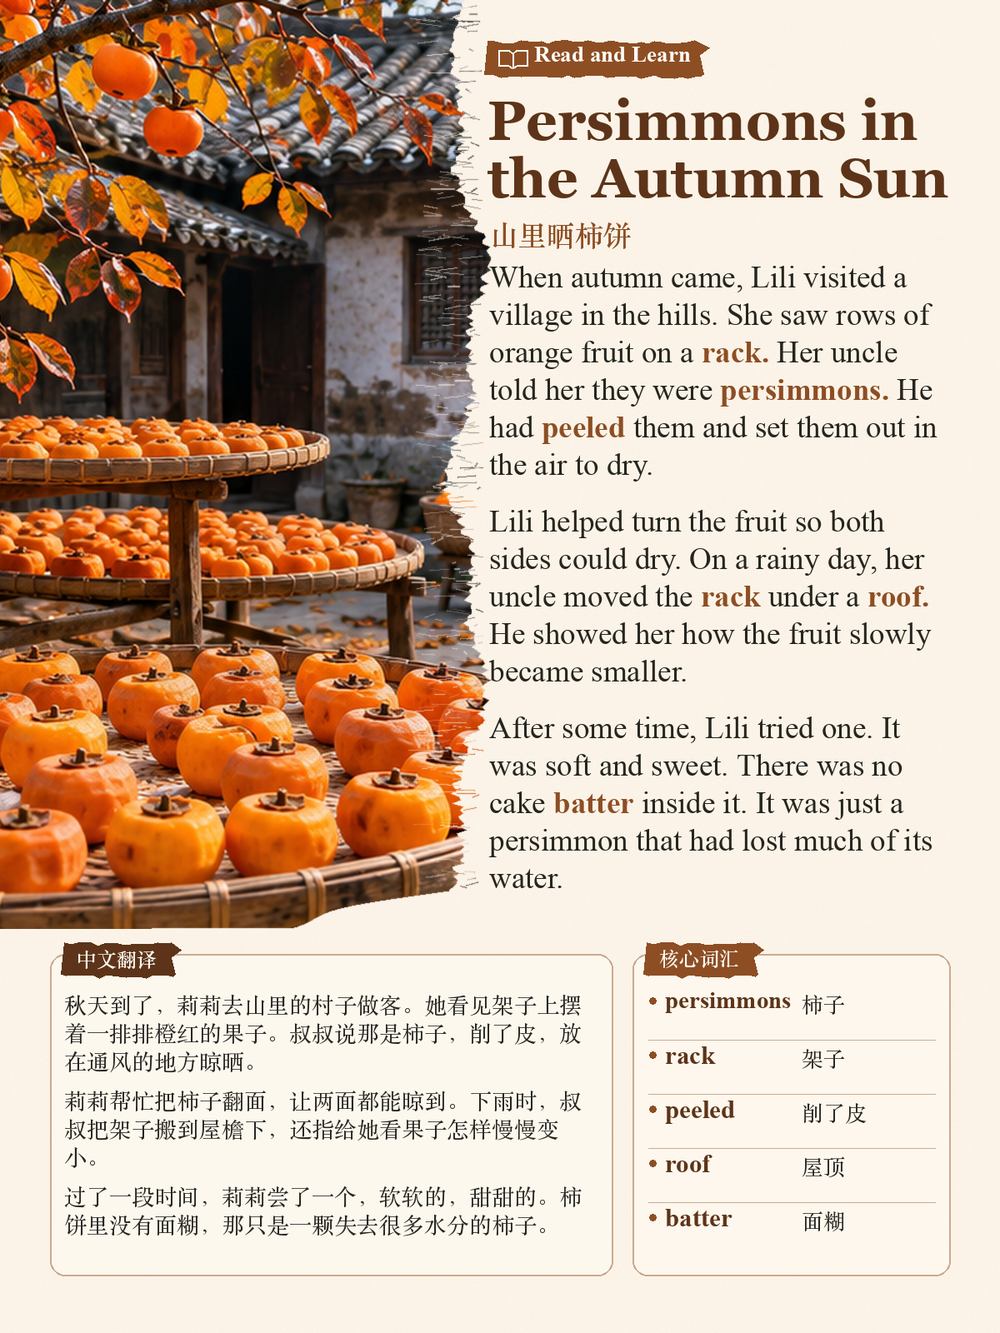 Read and Learn
Persimmons in
the Autumn Sun
山里晒柿饼
When autumn came, Lili visited a
village in the hills. She saw rows of
orange fruit on a rack. Her uncle
told her they were persimmons. He
had peeled them and set them out in
the air to dry.
Lili helped turn the fruit so both
sides could dry. On a rainy day, her
uncle moved the rack under a roof.
He showed her how the fruit slowly
became smaller.
After some time, Lili tried one. It
was soft and sweet. There was no
cake batter inside it. It was just a
persimmon that had lost much of its
water.
中文翻译
秋天到了，莉莉去山里的村子做客。她看见架子上摆
着一排排橙红的果子。叔叔说那是柿子，削了皮，放
在通风的地方晾晒。
莉莉帮忙把柿子翻面，让两面都能晾到。下雨时，叔
叔把架子搬到屋檐下，还指给她看果子怎样慢慢变
小。
过了一段时间，莉莉尝了一个，软软的，甜甜的。柿
饼里没有面糊，那只是一颗失去很多水分的柿子。
核心词汇
• persimmons 柿子
• rack 架子
• peeled 削了皮
• roof 屋顶
• batter 面糊